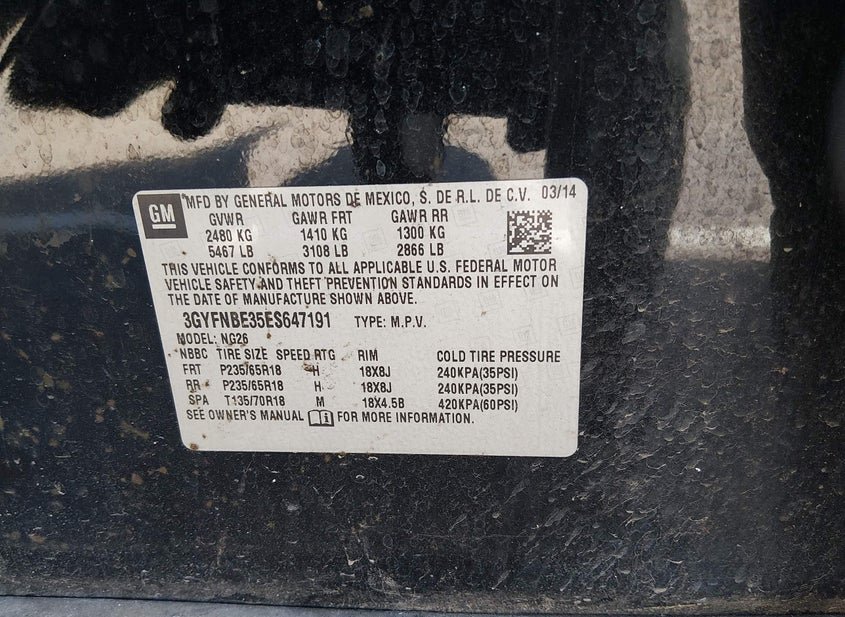 GM MFD BY GENERAL MOTORS DE MEXICO, S. DE R.L. DE C.V. 03/14
GVWR GAWR FRT GAWR RR
2480 KG 1410 KG 1300 KG
5467 LB 3108 LB 2866 LB
THIS VEHICLE CONFORMS TO ALL APPLICABLE U.S. FEDERAL MOTOR
VEHICLE SAFETY AND THEFT PREVENTION STANDARDS IN EFFECT ON
THE DATE OF MANUFACTURE SHOWN ABOVE.
3GYFNBE35ES647191 TYPE: M.P.V.
MODEL: NG26
NBBC TIRE SIZE SPEED RTG RIM COLD TIRE PRESSURE
FRT P235/65R18 H 18X8J 240KPA(35PSI)
RR P235/65R18 H 18X8J 240KPA(35PSI)
SPA T135/70R18 M 18X4.5B 420KPA(60PSI)
SEE OWNER'S MANUAL FOR MORE INFORMATION.